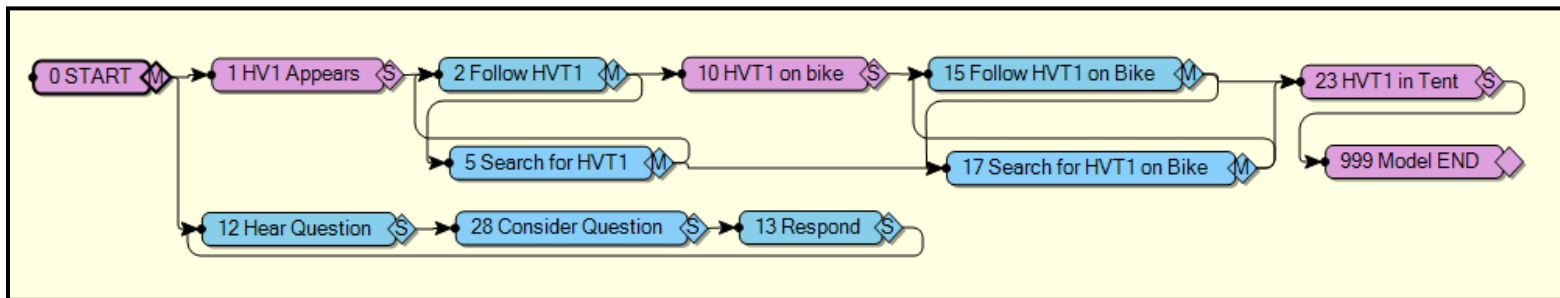 0 START M
1 HV1 Appears S
2 Follow HVT1 M
10 HVT1 on bike S
15 Follow HVT1 on Bike M
23 HVT1 in Tent S
5 Search for HVT1 M
17 Search for HVT1 on Bike M
999 Model END
12 Hear Question S
28 Consider Question S
13 Respond S